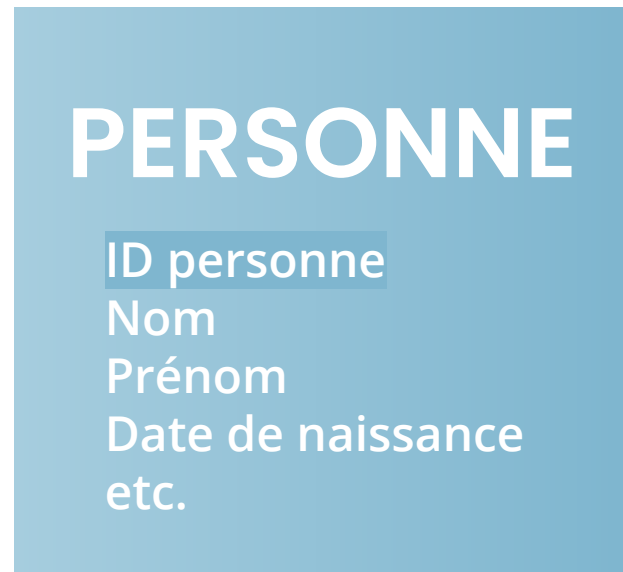 PERSONNE
ID personne
Nom
Prénom
Date de naissance
etc.